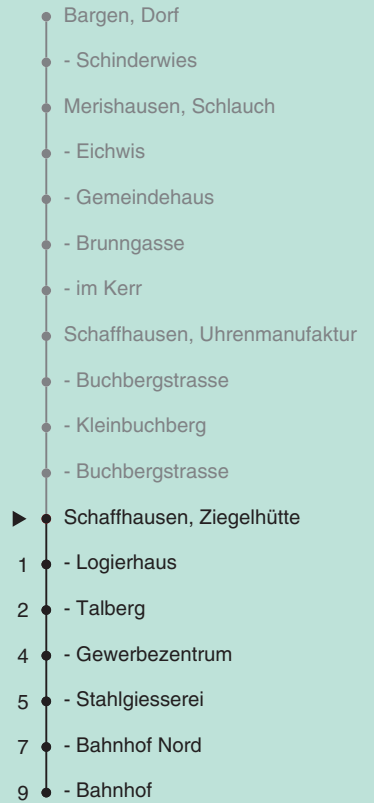 Bargen, Dorf
- Schinderwies
Merishausen, Schlauch
- Eichwis
- Gemeindehaus
- Brunngasse
- im Kerr
Schaffhausen, Uhrenmanufaktur
- Buchbergstrasse
- Kleinbuchberg
- Buchbergstrasse
Schaffhausen, Ziegelhütte
1 - Logierhaus
2 - Talberg
4 - Gewerbezentrum
5 - Stahlgiesserei
7 - Bahnhof Nord
9 - Bahnhof